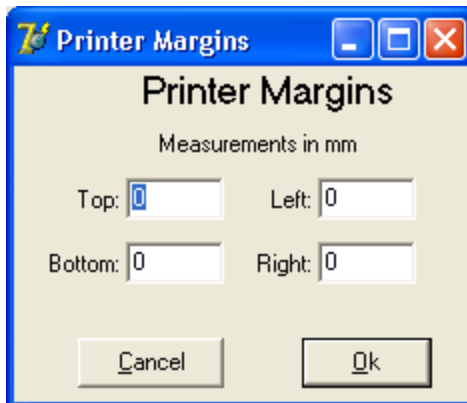 Printer Margins
Printer Margins
Measurements in mm
Top: 0 Left: 0
Bottom: 0 Right: 0
Cancel Ok